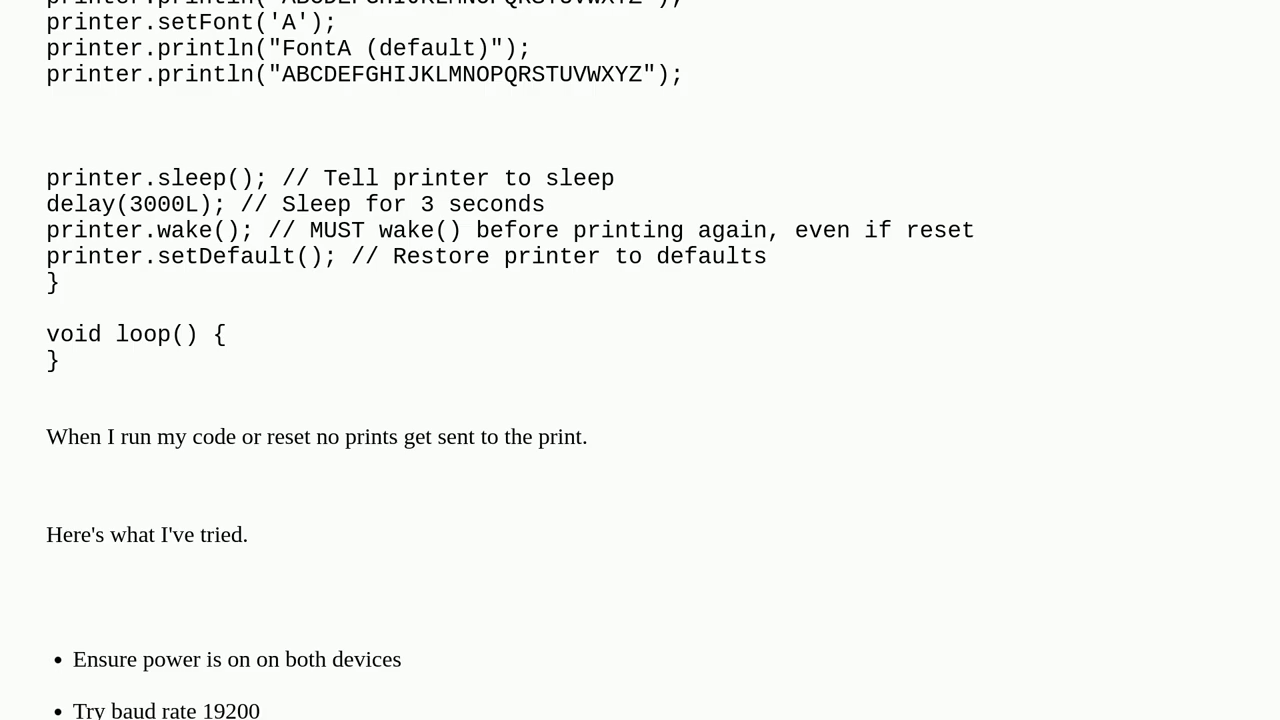 printer.println("ABCDEFGHIJKLMNOPQRSTUVWXYZ");
printer.setFont('A');
printer.println("FontA (default)");
printer.println("ABCDEFGHIJKLMNOPQRSTUVWXYZ");
printer.sleep(); // Tell printer to sleep
delay(3000L); // Sleep for 3 seconds
printer.wake(); // MUST wake() before printing again, even if reset
printer.setDefault(); // Restore printer to defaults
}
void loop() {
}
When I run my code or reset no prints get sent to the print.
Here's what I've tried.
• Ensure power is on on both devices
• Try baud rate 19200